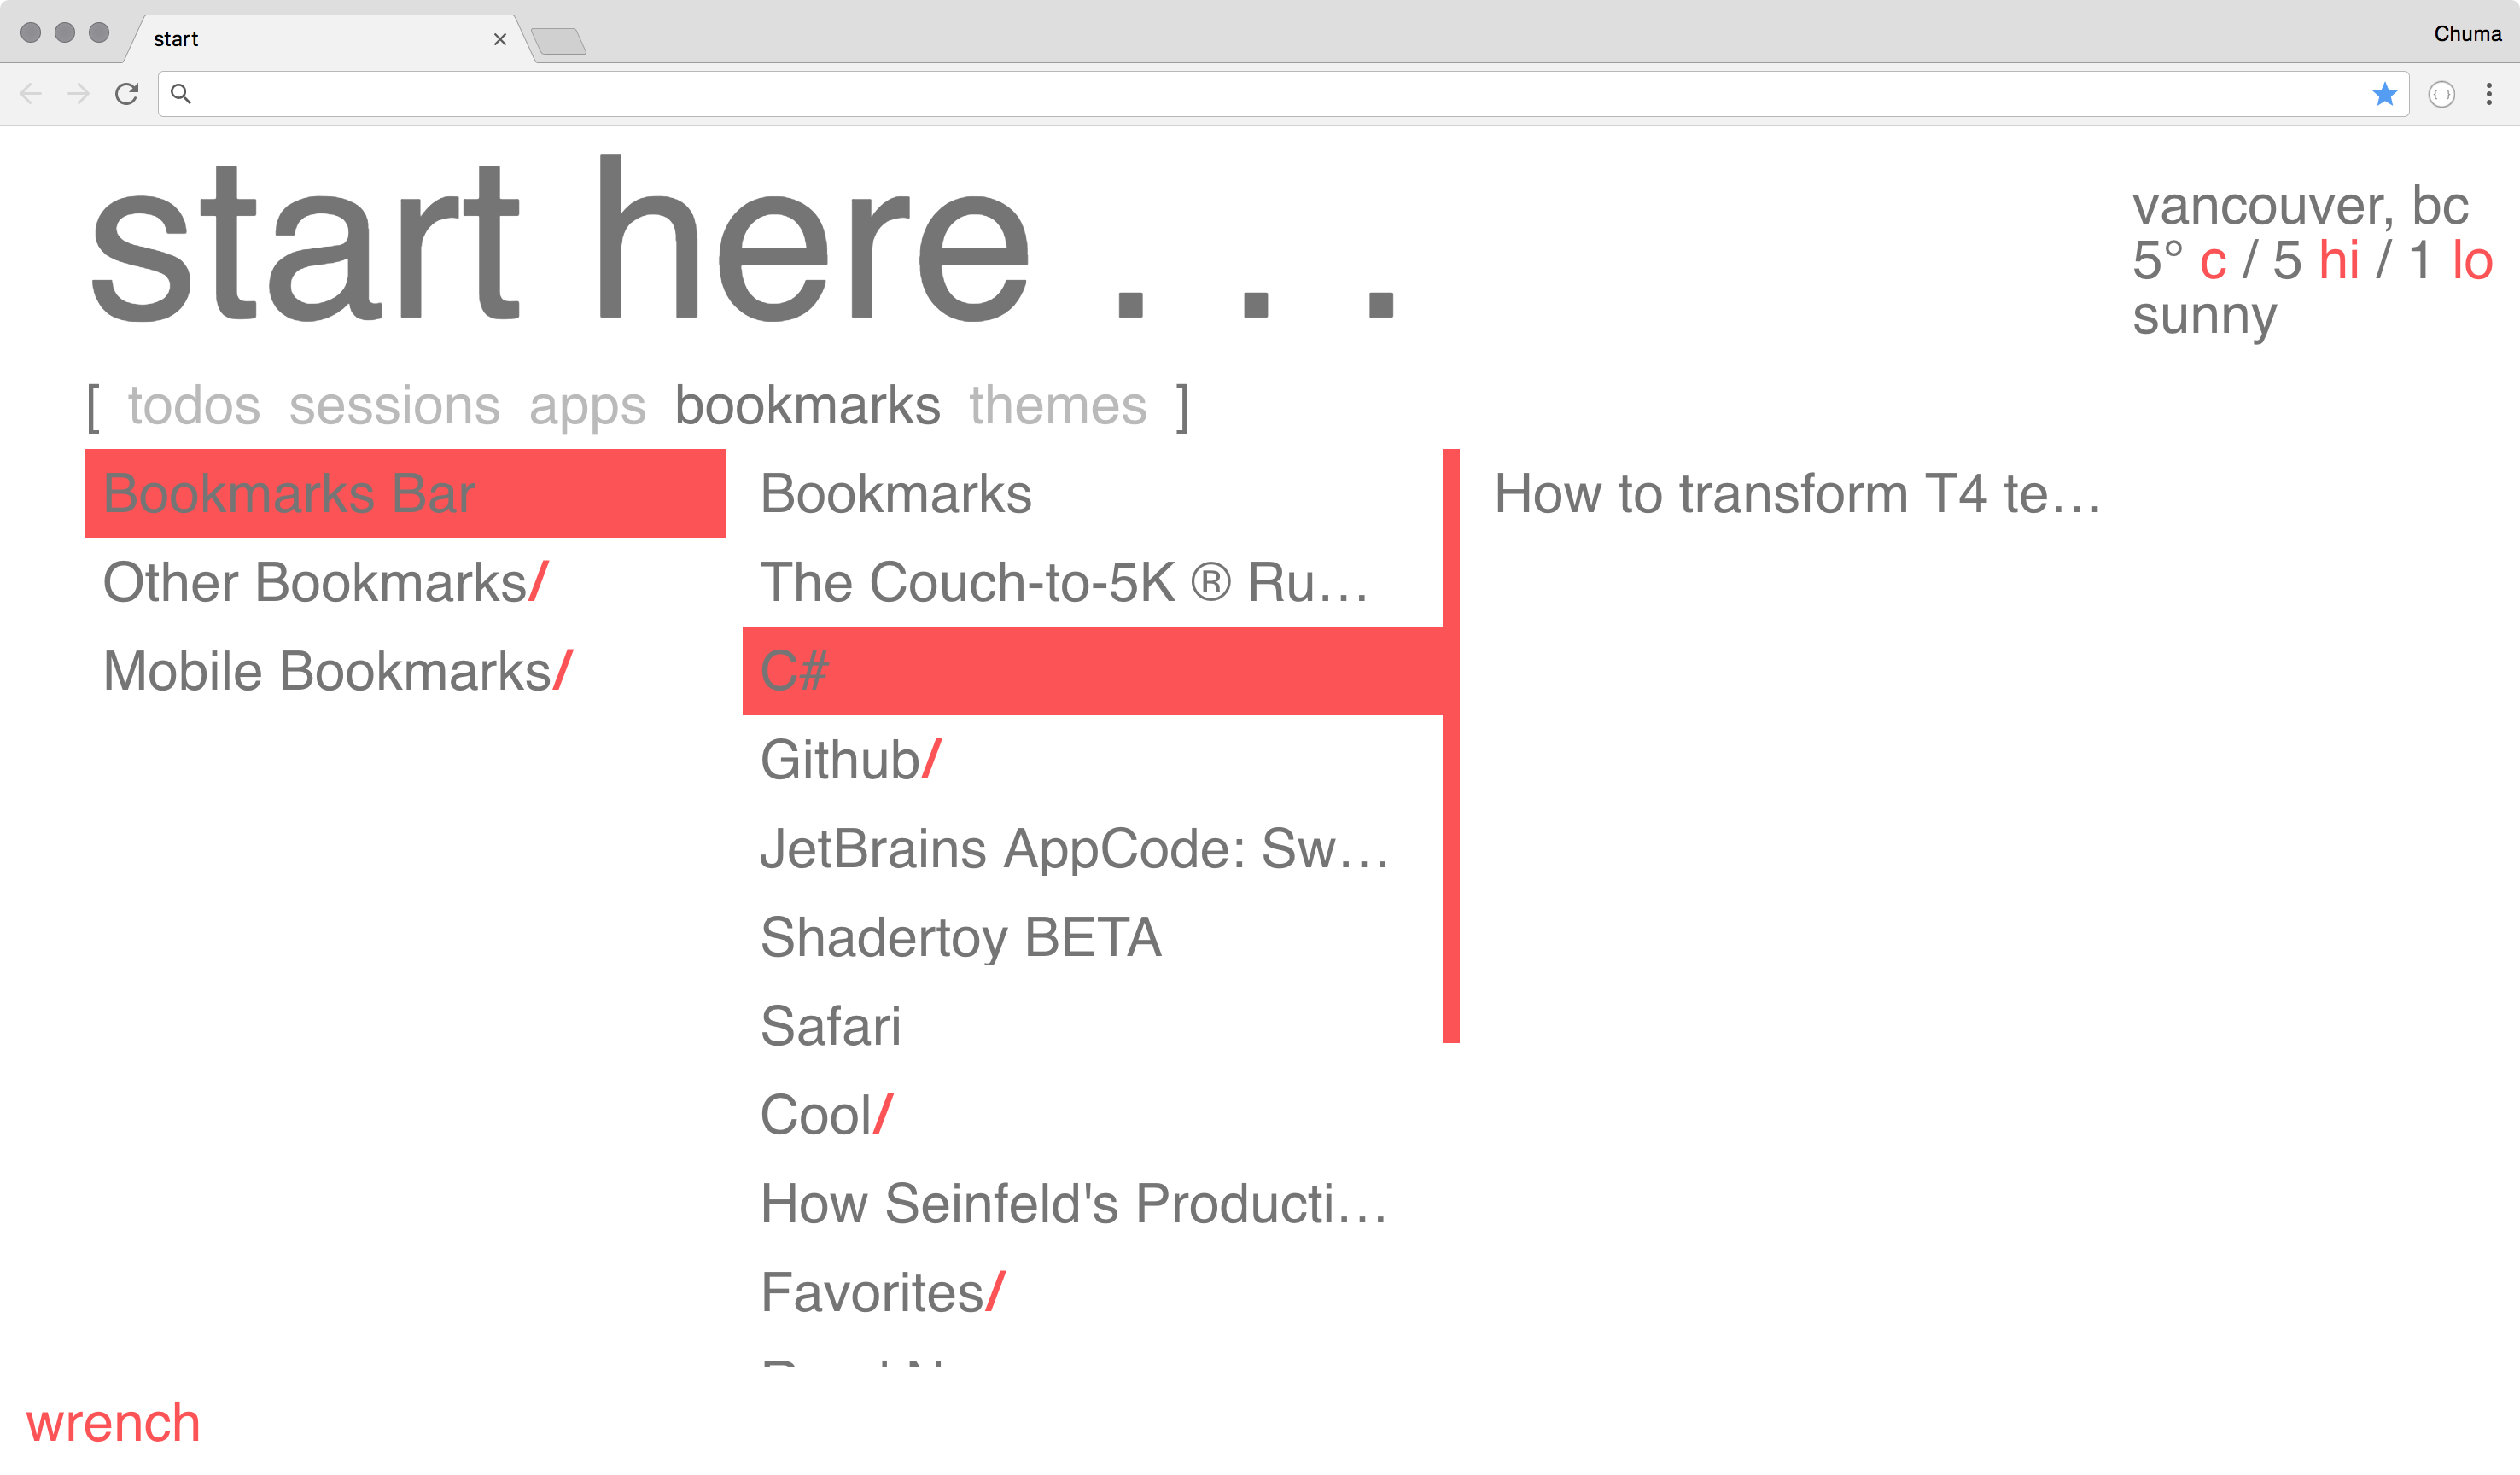 start
Chuma
start here . . .
vancouver, bc
5° c / 5 hi / 1 lo
sunny
[ todos sessions apps bookmarks themes ]
Bookmarks Bar
Other Bookmarks/
Mobile Bookmarks/
Bookmarks
The Couch-to-5K ® Ru...
C#
Github/
JetBrains AppCode: Sw...
Shadertoy BETA
Safari
Cool/
How Seinfeld's Producti...
Favorites/
How to transform T4 te...
wrench